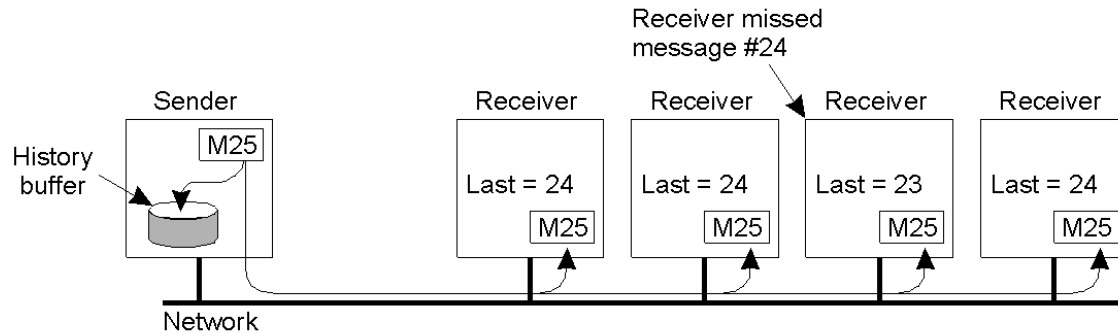 Receiver missed
message #24
Sender
Receiver
Receiver
Receiver
Receiver
M25
History
buffer
Last = 24
Last = 24
Last = 23
Last = 24
M25
M25
M25
M25
Network